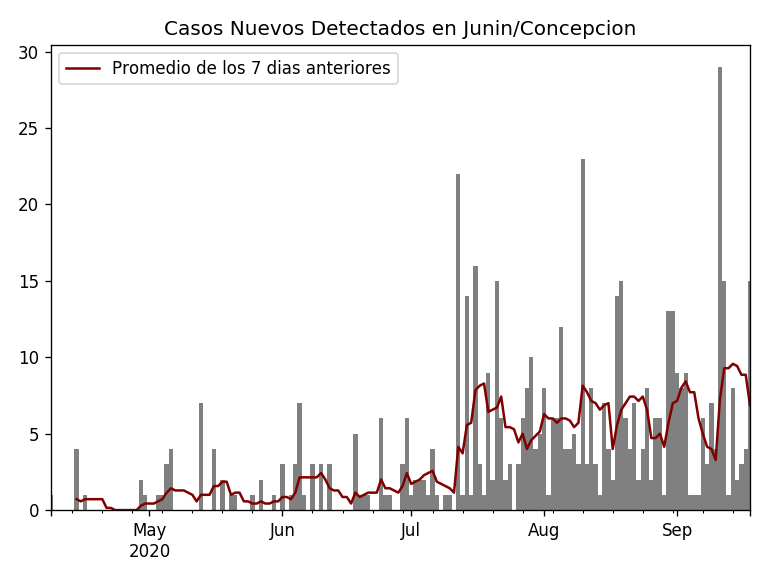 Casos Nuevos Detectados en Junin/Concepcion
Promedio de los 7 dias anteriores
30
25
20
15
10
5
0
May Jun Jul Aug Sep
2020